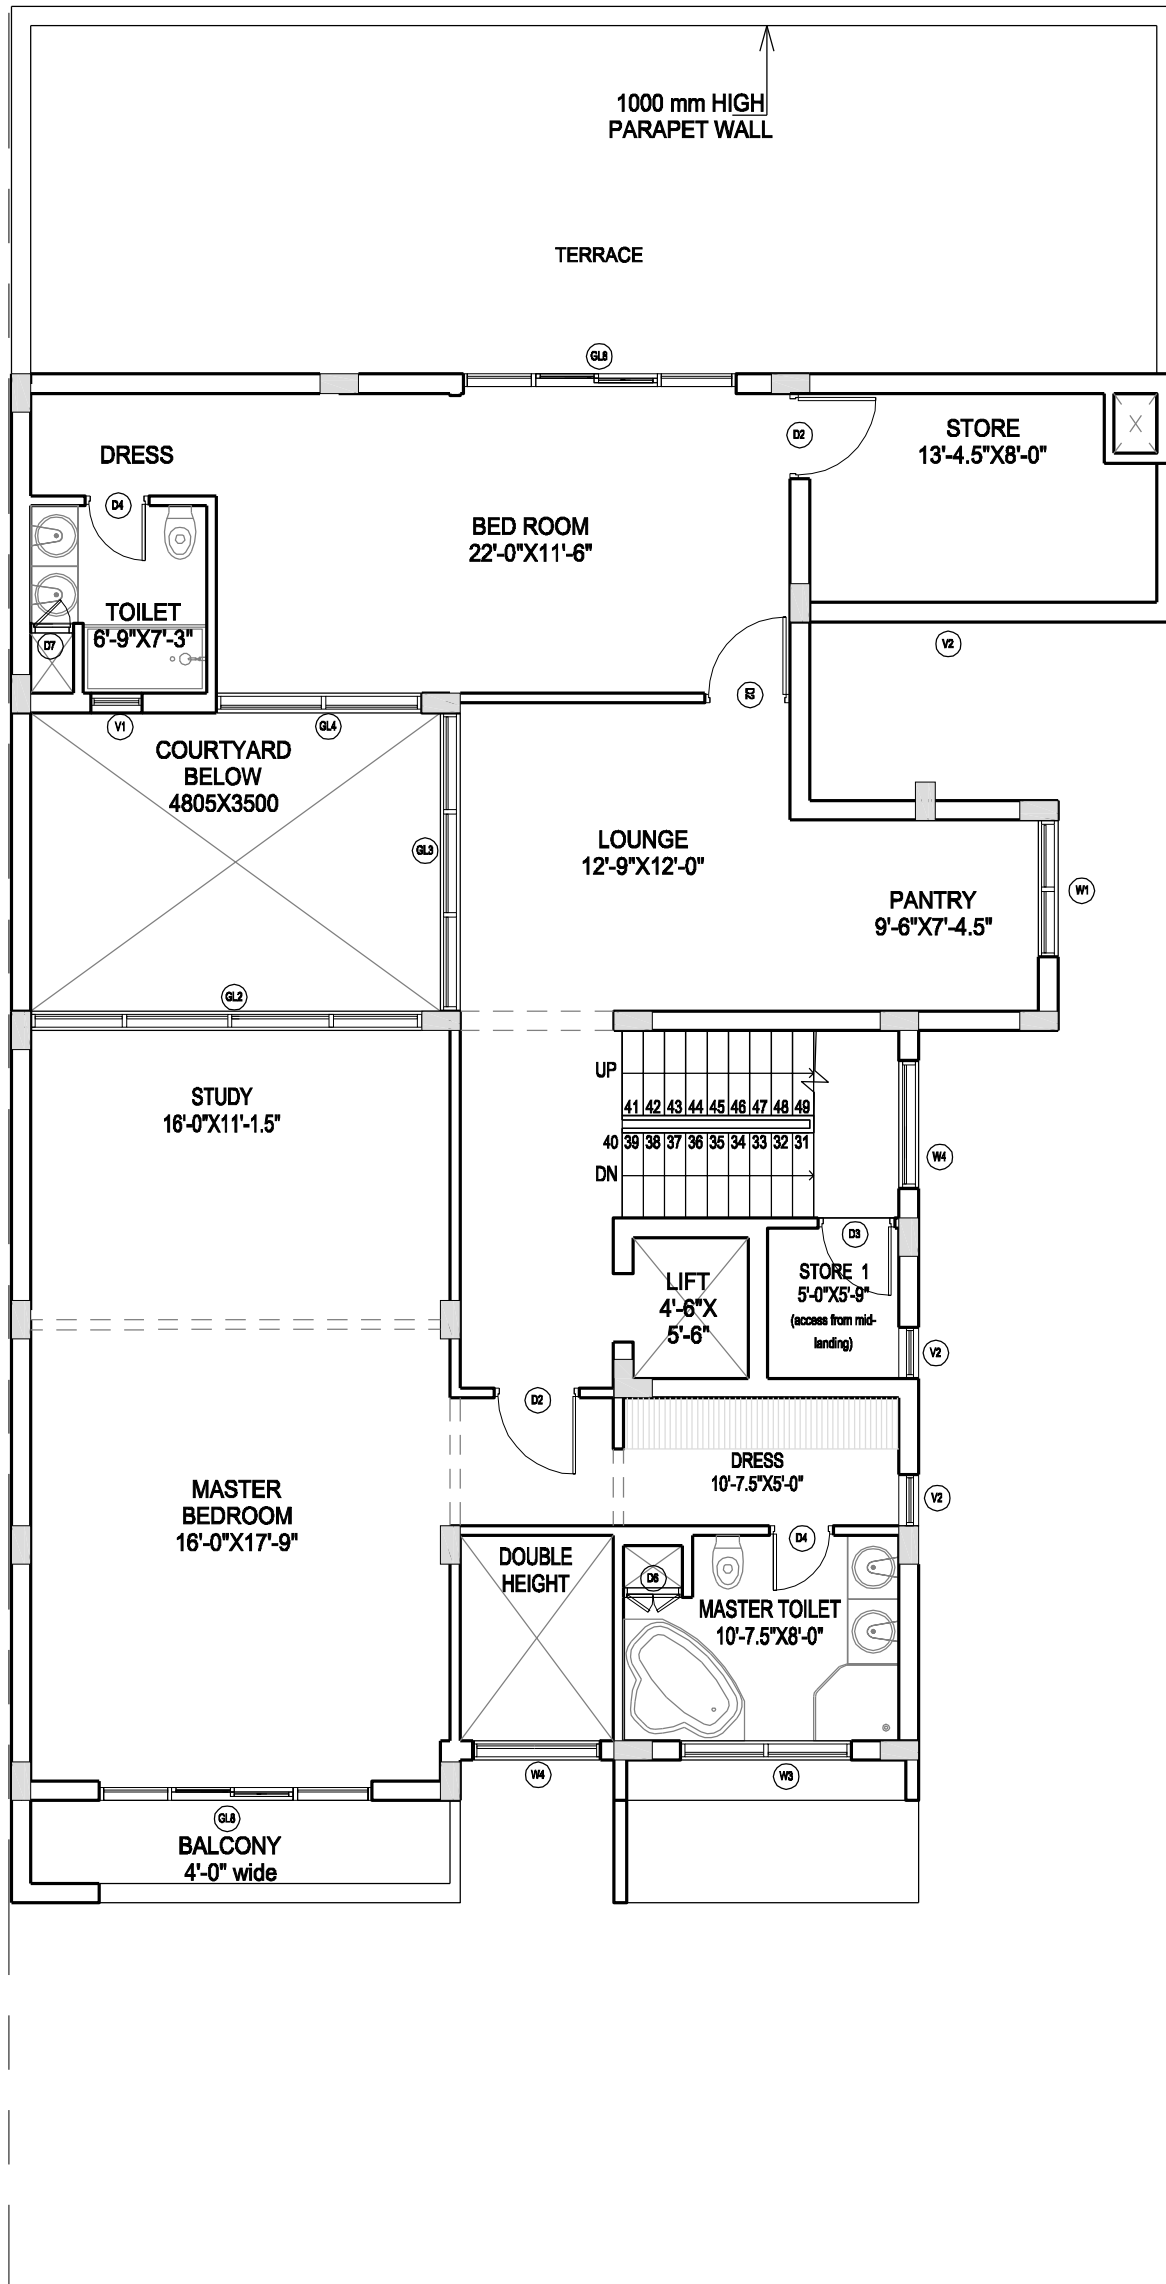 1000 mm HIGH
PARAPET WALL
TERRACE
GL8
DRESS
D2
STORE
13'-4.5"X8'-0"
X
D4
BED ROOM
22'-0"X11'-6"
TOILET
6'-9"X7'-3"
D7
V2
D2
V1
GL4
COURTYARD
BELOW
4805X3500
GL3
LOUNGE
12'-9"X12'-0"
PANTRY
9'-6"X7'-4.5"
W1
GL2
STUDY
16'-0"X11'-1.5"
UP
41 42 43 44 45 46 47 48 49
40 39 38 37 36 35 34 33 32 31
DN
W4
D3
LIFT
4'-6"X
5'-6"
STORE 1
5'-0"X5'-9"
(access from mid-
landing)
V2
D2
DRESS
10'-7.5"X5'-0"
V2
MASTER
BEDROOM
16'-0"X17'-9"
D4
DOUBLE
HEIGHT
D6
MASTER TOILET
10'-7.5"X8'-0"
W4
W3
GL8
BALCONY
4'-0" wide